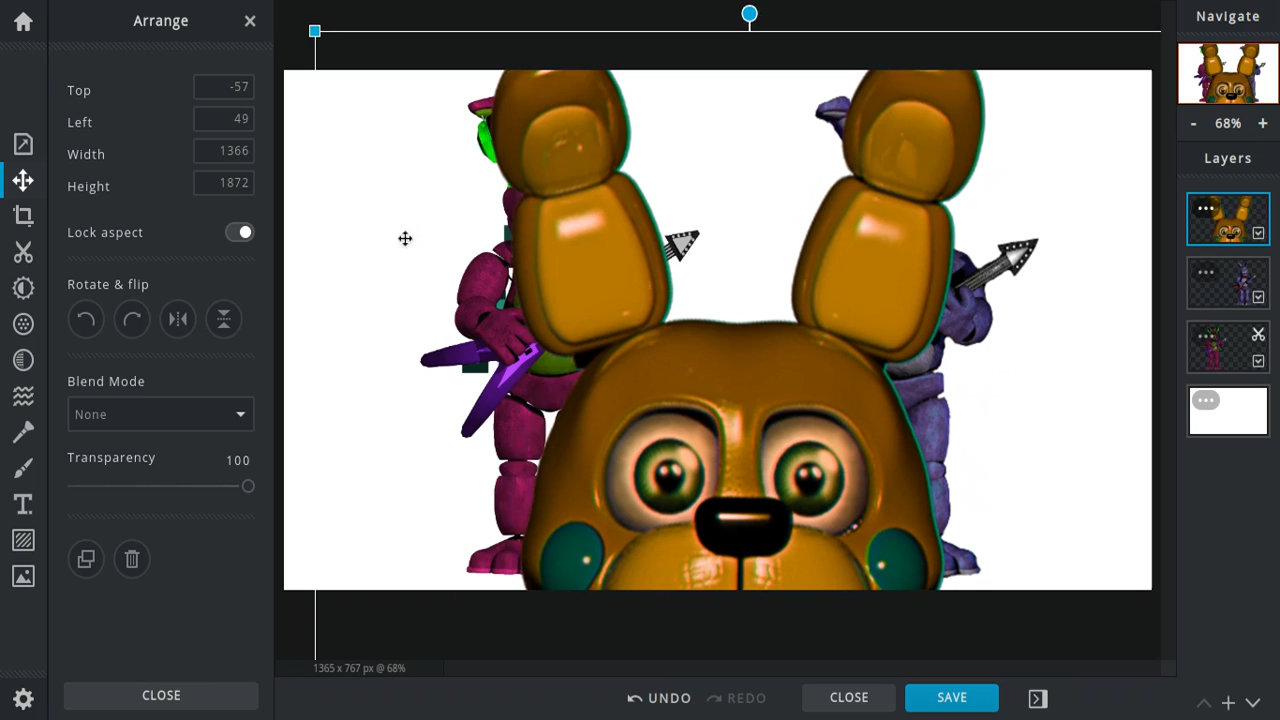 Arrange
Navigate
Top -57
Left 49
Width 1366
Height 1872
Lock aspect
Rotate & flip
Blend Mode
None
Transparency 100
CLOSE
1365 x 767 px @ 68%
UNDO REDO CLOSE SAVE
- 68% +
Layers